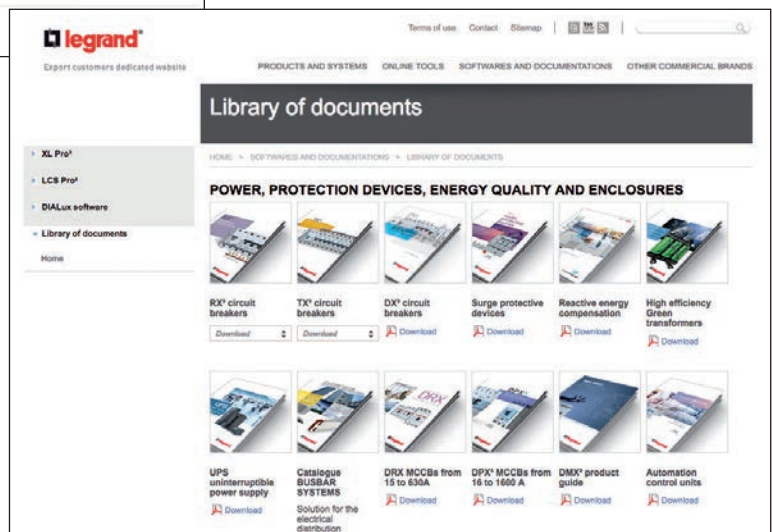 legrand®
Export customers dedicated website
Terms of use Contact Sitemap
PRODUCTS AND SYSTEMS ONLINE TOOLS SOFTWARES AND DOCUMENTATIONS OTHER COMMERCIAL BRANDS
Library of documents
XL Pro³
LCS Pro²
DIALux software
Library of documents
Home
HOME > SOFTWARES AND DOCUMENTATIONS > LIBRARY OF DOCUMENTS
POWER, PROTECTION DEVICES, ENERGY QUALITY AND ENCLOSURES
RX³ circuit breakers
Download
TX³ circuit breakers
Download
DX³ circuit breakers
Download
Surge protective devices
Download
Reactive energy compensation
Download
High efficiency Green transformers
Download
DRX
DPX³
UPS uninterruptible power supply
Download
Catalogue BUSBAR SYSTEMS
Solution for the electrical distribution
DRX MCCBs from 15 to 630A
Download
DPX³ MCCBs from 16 to 1600 A
Download
DMX³ product guide
Download
Automation control units
Download